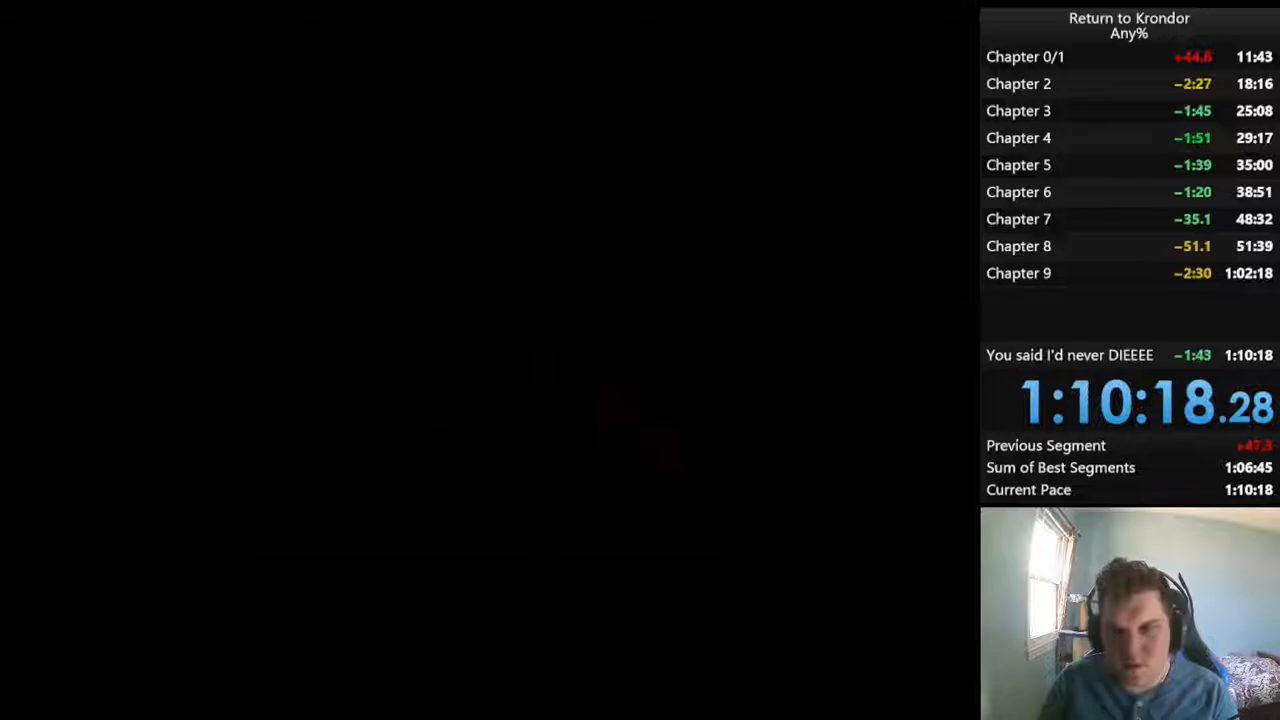 Return to Krondor
Any%
Chapter 0/1 +44.6 11:43
Chapter 2 −2:27 18:16
Chapter 3 −1:45 25:08
Chapter 4 −1:51 29:17
Chapter 5 −1:39 35:00
Chapter 6 −1:20 38:51
Chapter 7 −35.1 48:32
Chapter 8 −51.1 51:39
Chapter 9 −2:30 1:02:18
You said I'd never DIEEEE −1:43 1:10:18
1:10:18.28
Previous Segment +47.3
Sum of Best Segments 1:06:45
Current Pace 1:10:18